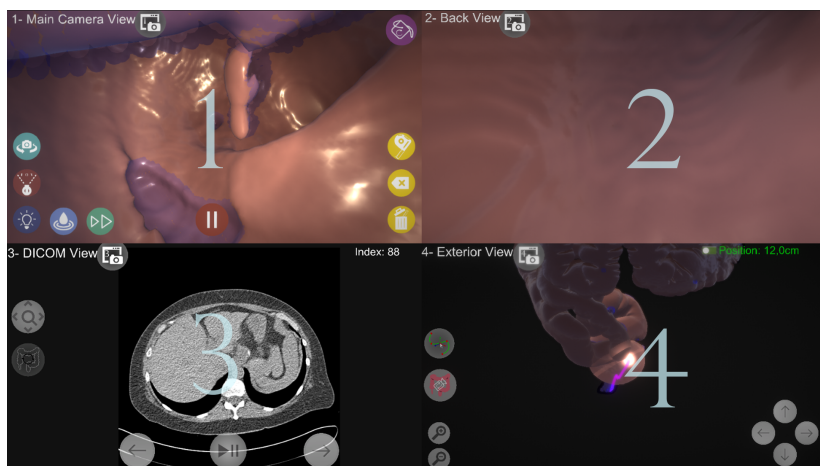 1- Main Camera View
1
2- Back View
2
3- DICOM View
Index: 88
3
4- Exterior View
Position: 12,0cm
4